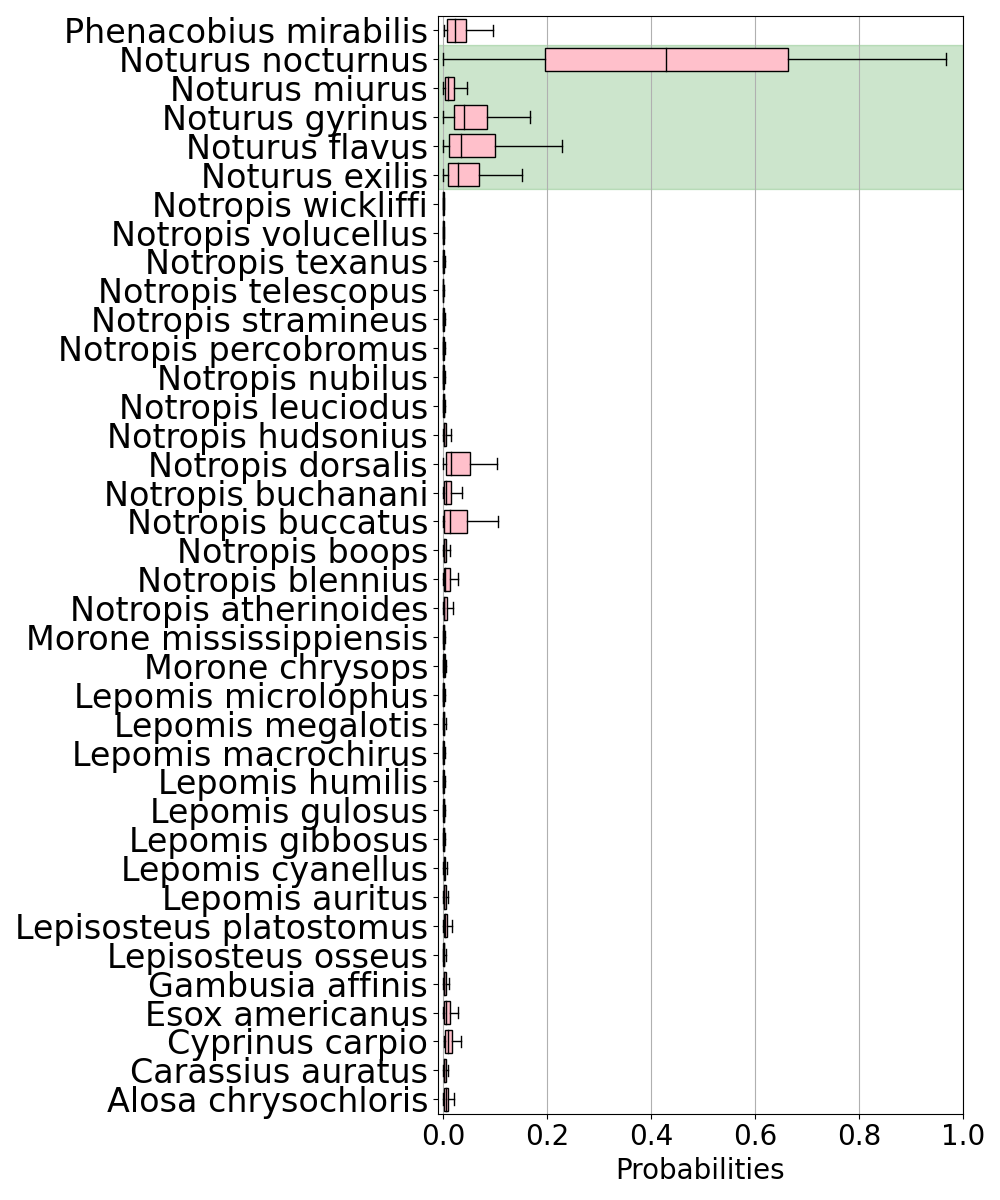 Phenacobius mirabilis
Noturus nocturnus
Noturus miurus
Noturus gyrinus
Noturus flavus
Noturus exilis
Notropis wickliffi
Notropis volucellus
Notropis texanus
Notropis telescopus
Notropis stramineus
Notropis percobromus
Notropis nubilus
Notropis leuciodus
Notropis hudsonius
Notropis dorsalis
Notropis buchanani
Notropis buccatus
Notropis boops
Notropis blennius
Notropis atherinoides
Morone mississippiensis
Morone chrysops
Lepomis microlophus
Lepomis megalotis
Lepomis macrochirus
Lepomis humilis
Lepomis gulosus
Lepomis gibbosus
Lepomis cyanellus
Lepomis auritus
Lepisosteus platostomus
Lepisosteus osseus
Gambusia affinis
Esox americanus
Cyprinus carpio
Carassius auratus
Alosa chrysochloris
0.0 0.2 0.4 0.6 0.8 1.0
Probabilities